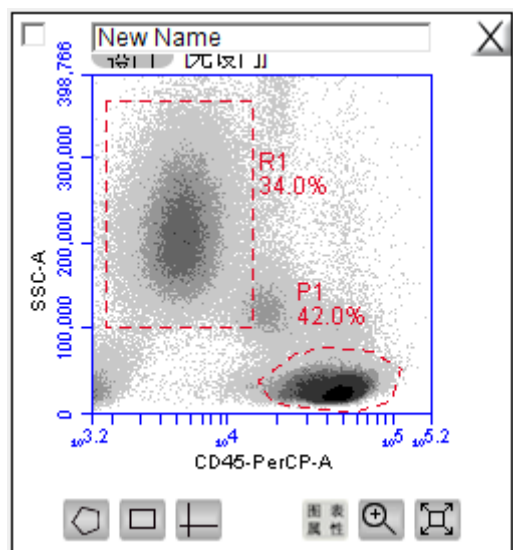 New Name
X
398,766
300,000
200,000
100,000
0
SSC-A
R1
34.0%
P1
42.0%
10^3.2
10^4
10^5
10^5.2
CD45-PerCP-A
图表
属性